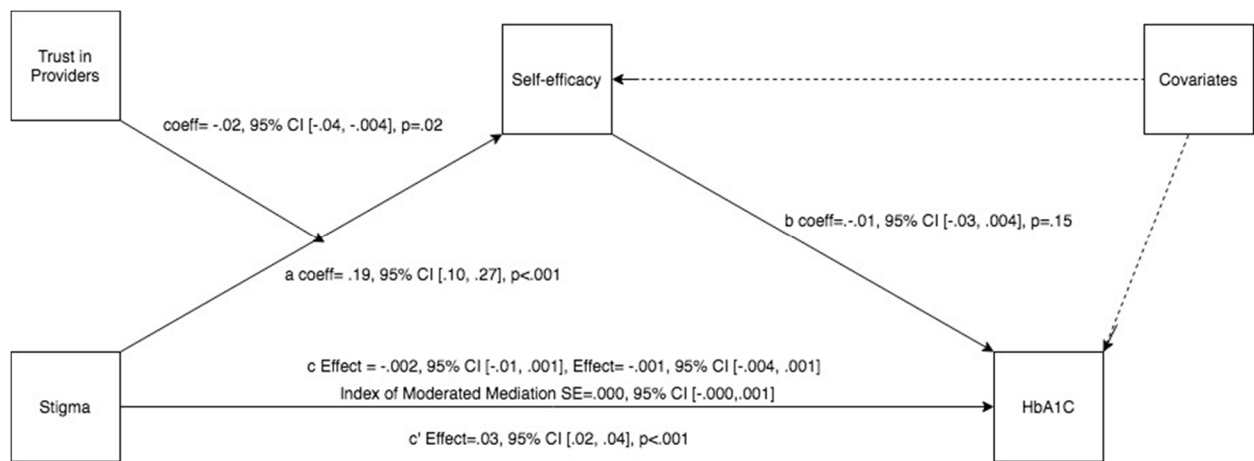 Trust in
Providers
Self-efficacy
Covariates
coeff= -.02, 95% CI [-.04, -.004], p=.02
b coeff=.-.01, 95% CI [-.03, .004], p=.15
a coeff= .19, 95% CI [.10, .27], p<.001
c Effect = -.002, 95% CI [-.01, .001], Effect= -.001, 95% CI [-.004, .001]
Index of Moderated Mediation SE=.000, 95% CI [-.000,.001]
Stigma
HbA1C
c' Effect=.03, 95% CI [.02, .04], p<.001